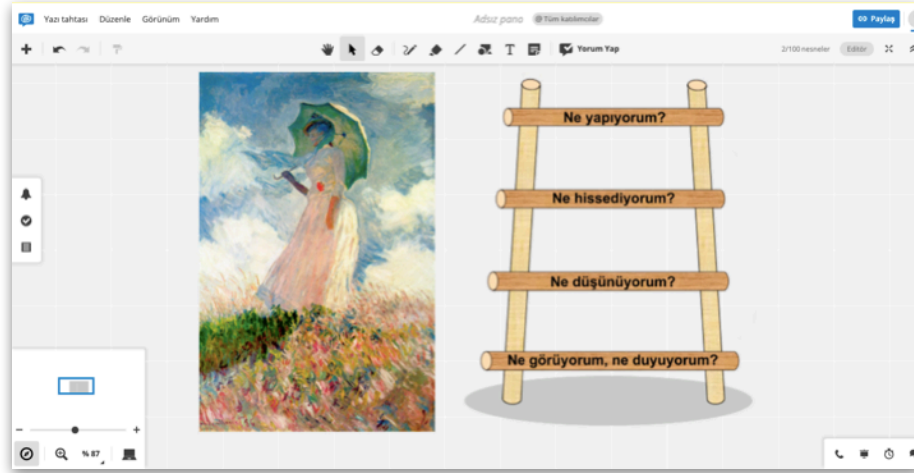 Yazı tahtası Düzenle Görünüm Yardım
Adsız pano @ Tüm katılımcılar
Paylaş
T Yorum Yap
2/100 nesneler Editör
Ne yapıyorum?
Ne hissediyorum?
Ne düşünüyorum?
Ne görüyorum, ne duyuyorum?
% 87